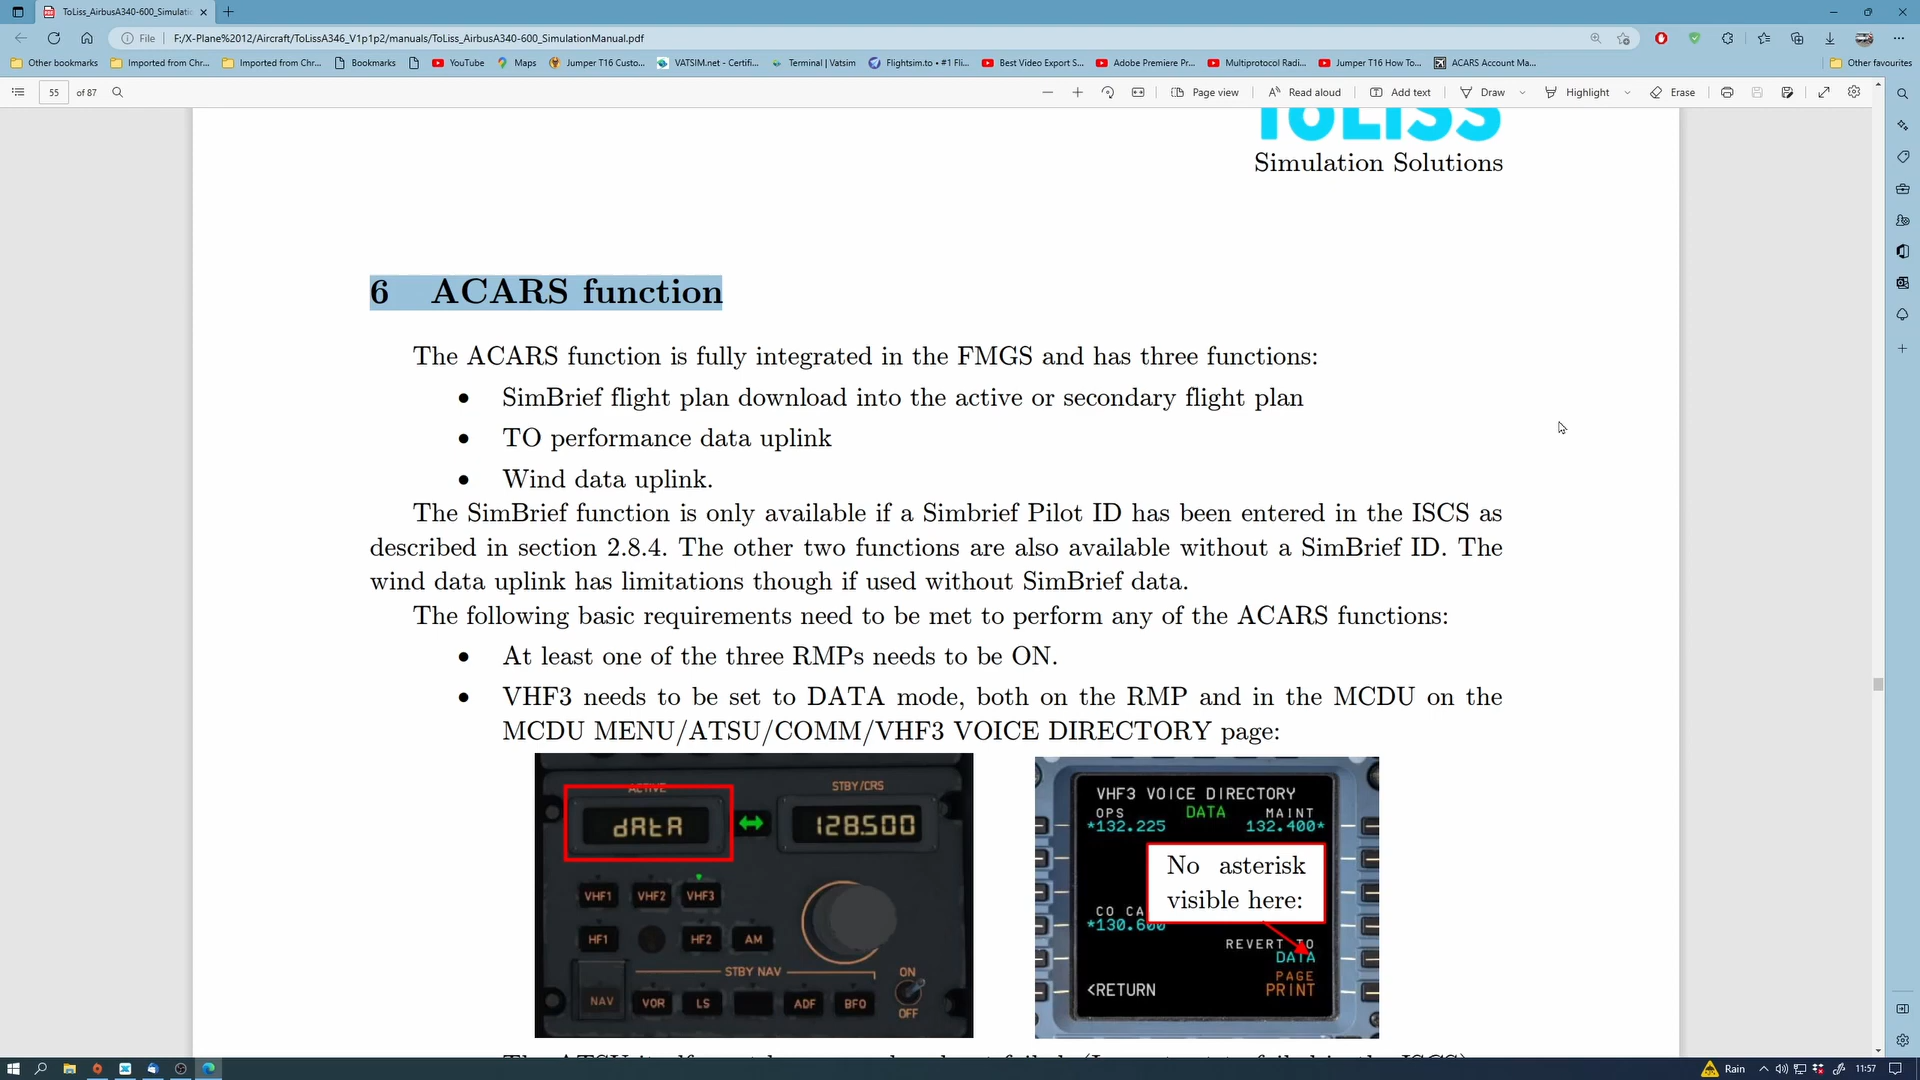 ToLiss_AirbusA340-600_Simulatio
File
F:/X-Plane%2012/Aircraft/ToLissA346_V1p1p2/manuals/ToLiss_AirbusA340-600_SimulationManual.pdf
Other bookmarks
Imported from Chr...
Imported from Chr...
Bookmarks
YouTube
Maps
Jumper T16 Custo...
VATSIM.net - Certifi...
Terminal | Vatsim
Flightsim.to • #1 Fli...
Best Video Export S...
Adobe Premiere Pr...
Multiprotocol Radi...
Jumper T16 How To...
ACARS Account Ma...
Other favourites
55 of 87
Page view
Read aloud
Add text
Draw
Highlight
Erase
ToLiSS
Simulation Solutions
6 ACARS function
The ACARS function is fully integrated in the FMGS and has three functions:
• SimBrief flight plan download into the active or secondary flight plan
• TO performance data uplink
• Wind data uplink.
The SimBrief function is only available if a Simbrief Pilot ID has been entered in the ISCS as
described in section 2.8.4. The other two functions are also available without a SimBrief ID. The
wind data uplink has limitations though if used without SimBrief data.
The following basic requirements need to be met to perform any of the ACARS functions:
• At least one of the three RMPs needs to be ON.
• VHF3 needs to be set to DATA mode, both on the RMP and in the MCDU on the
MCDU MENU/ATSU/COMM/VHF3 VOICE DIRECTORY page:
ACTIVE
STBY/CRS
dAtA
128.500
VHF1 VHF2 VHF3
HF1 HF2 AM
STBY NAV
ON
NAV VOR LS ADF BFO
OFF
VHF3 VOICE DIRECTORY
OPS DATA MAINT
*132.225 132.400*
No asterisk
visible here:
CO CA
*130.600
REVERT TO
DATA
PAGE
<RETURN PRINT
Rain
11:57